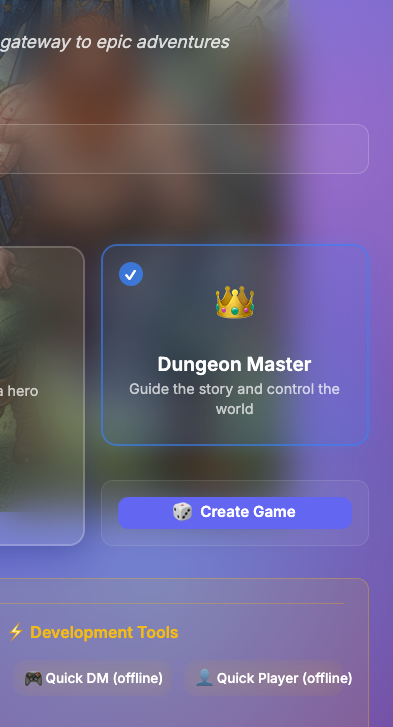 gateway to epic adventures
Dungeon Master
a hero
Guide the story and control the
world
Create Game
Development Tools
Quick DM (offline)
Quick Player (offline)